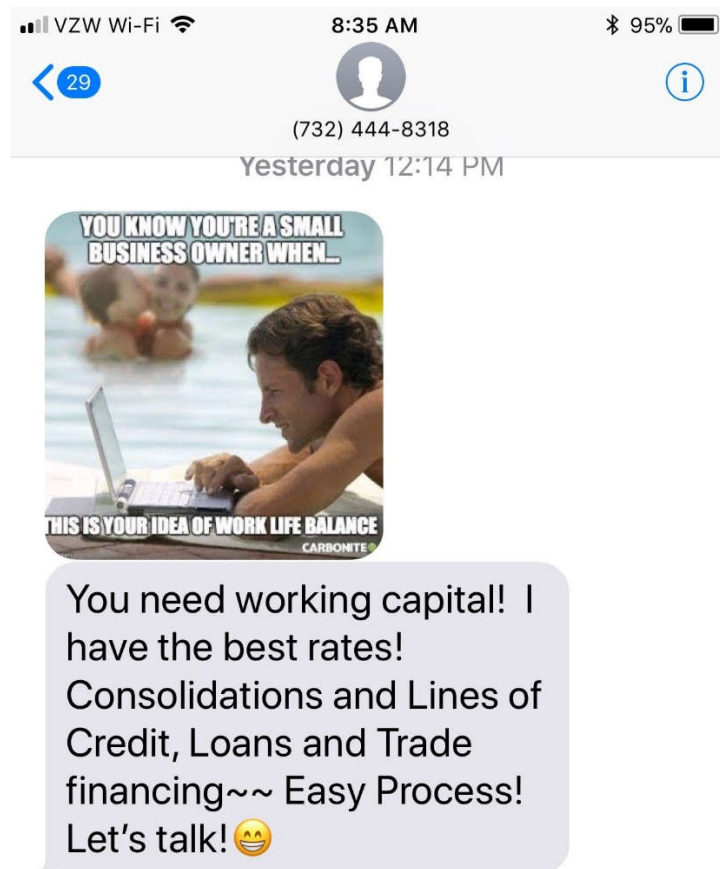 VZW Wi-Fi 8:35 AM 95%
29
(732) 444-8318
Yesterday 12:14 PM
YOU KNOW YOU'RE A SMALL
BUSINESS OWNER WHEN...
THIS IS YOUR IDEA OF WORK LIFE BALANCE
CARBONITE
You need working capital!  I
have the best rates!
Consolidations and Lines of
Credit, Loans and Trade
financing~~ Easy Process!
Let's talk!😁